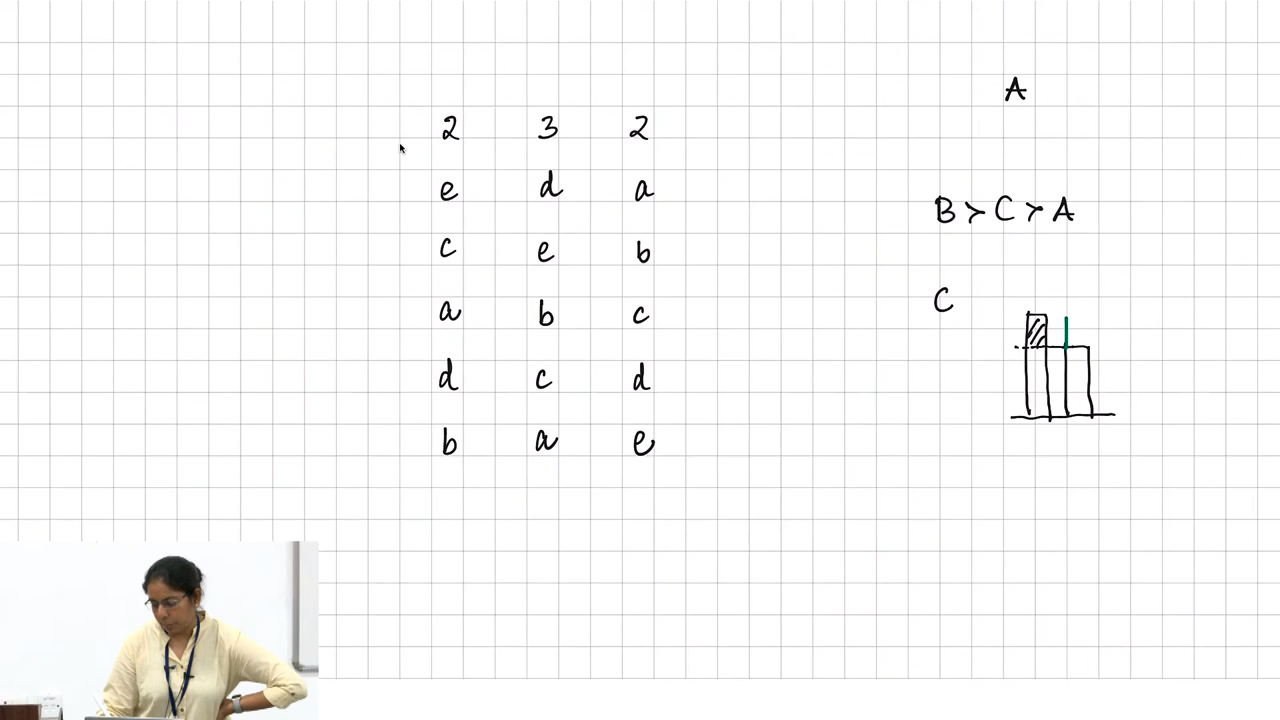 2 3 2
e d a
c e b
a b c
d c d
b a e
A
B > C > A
C